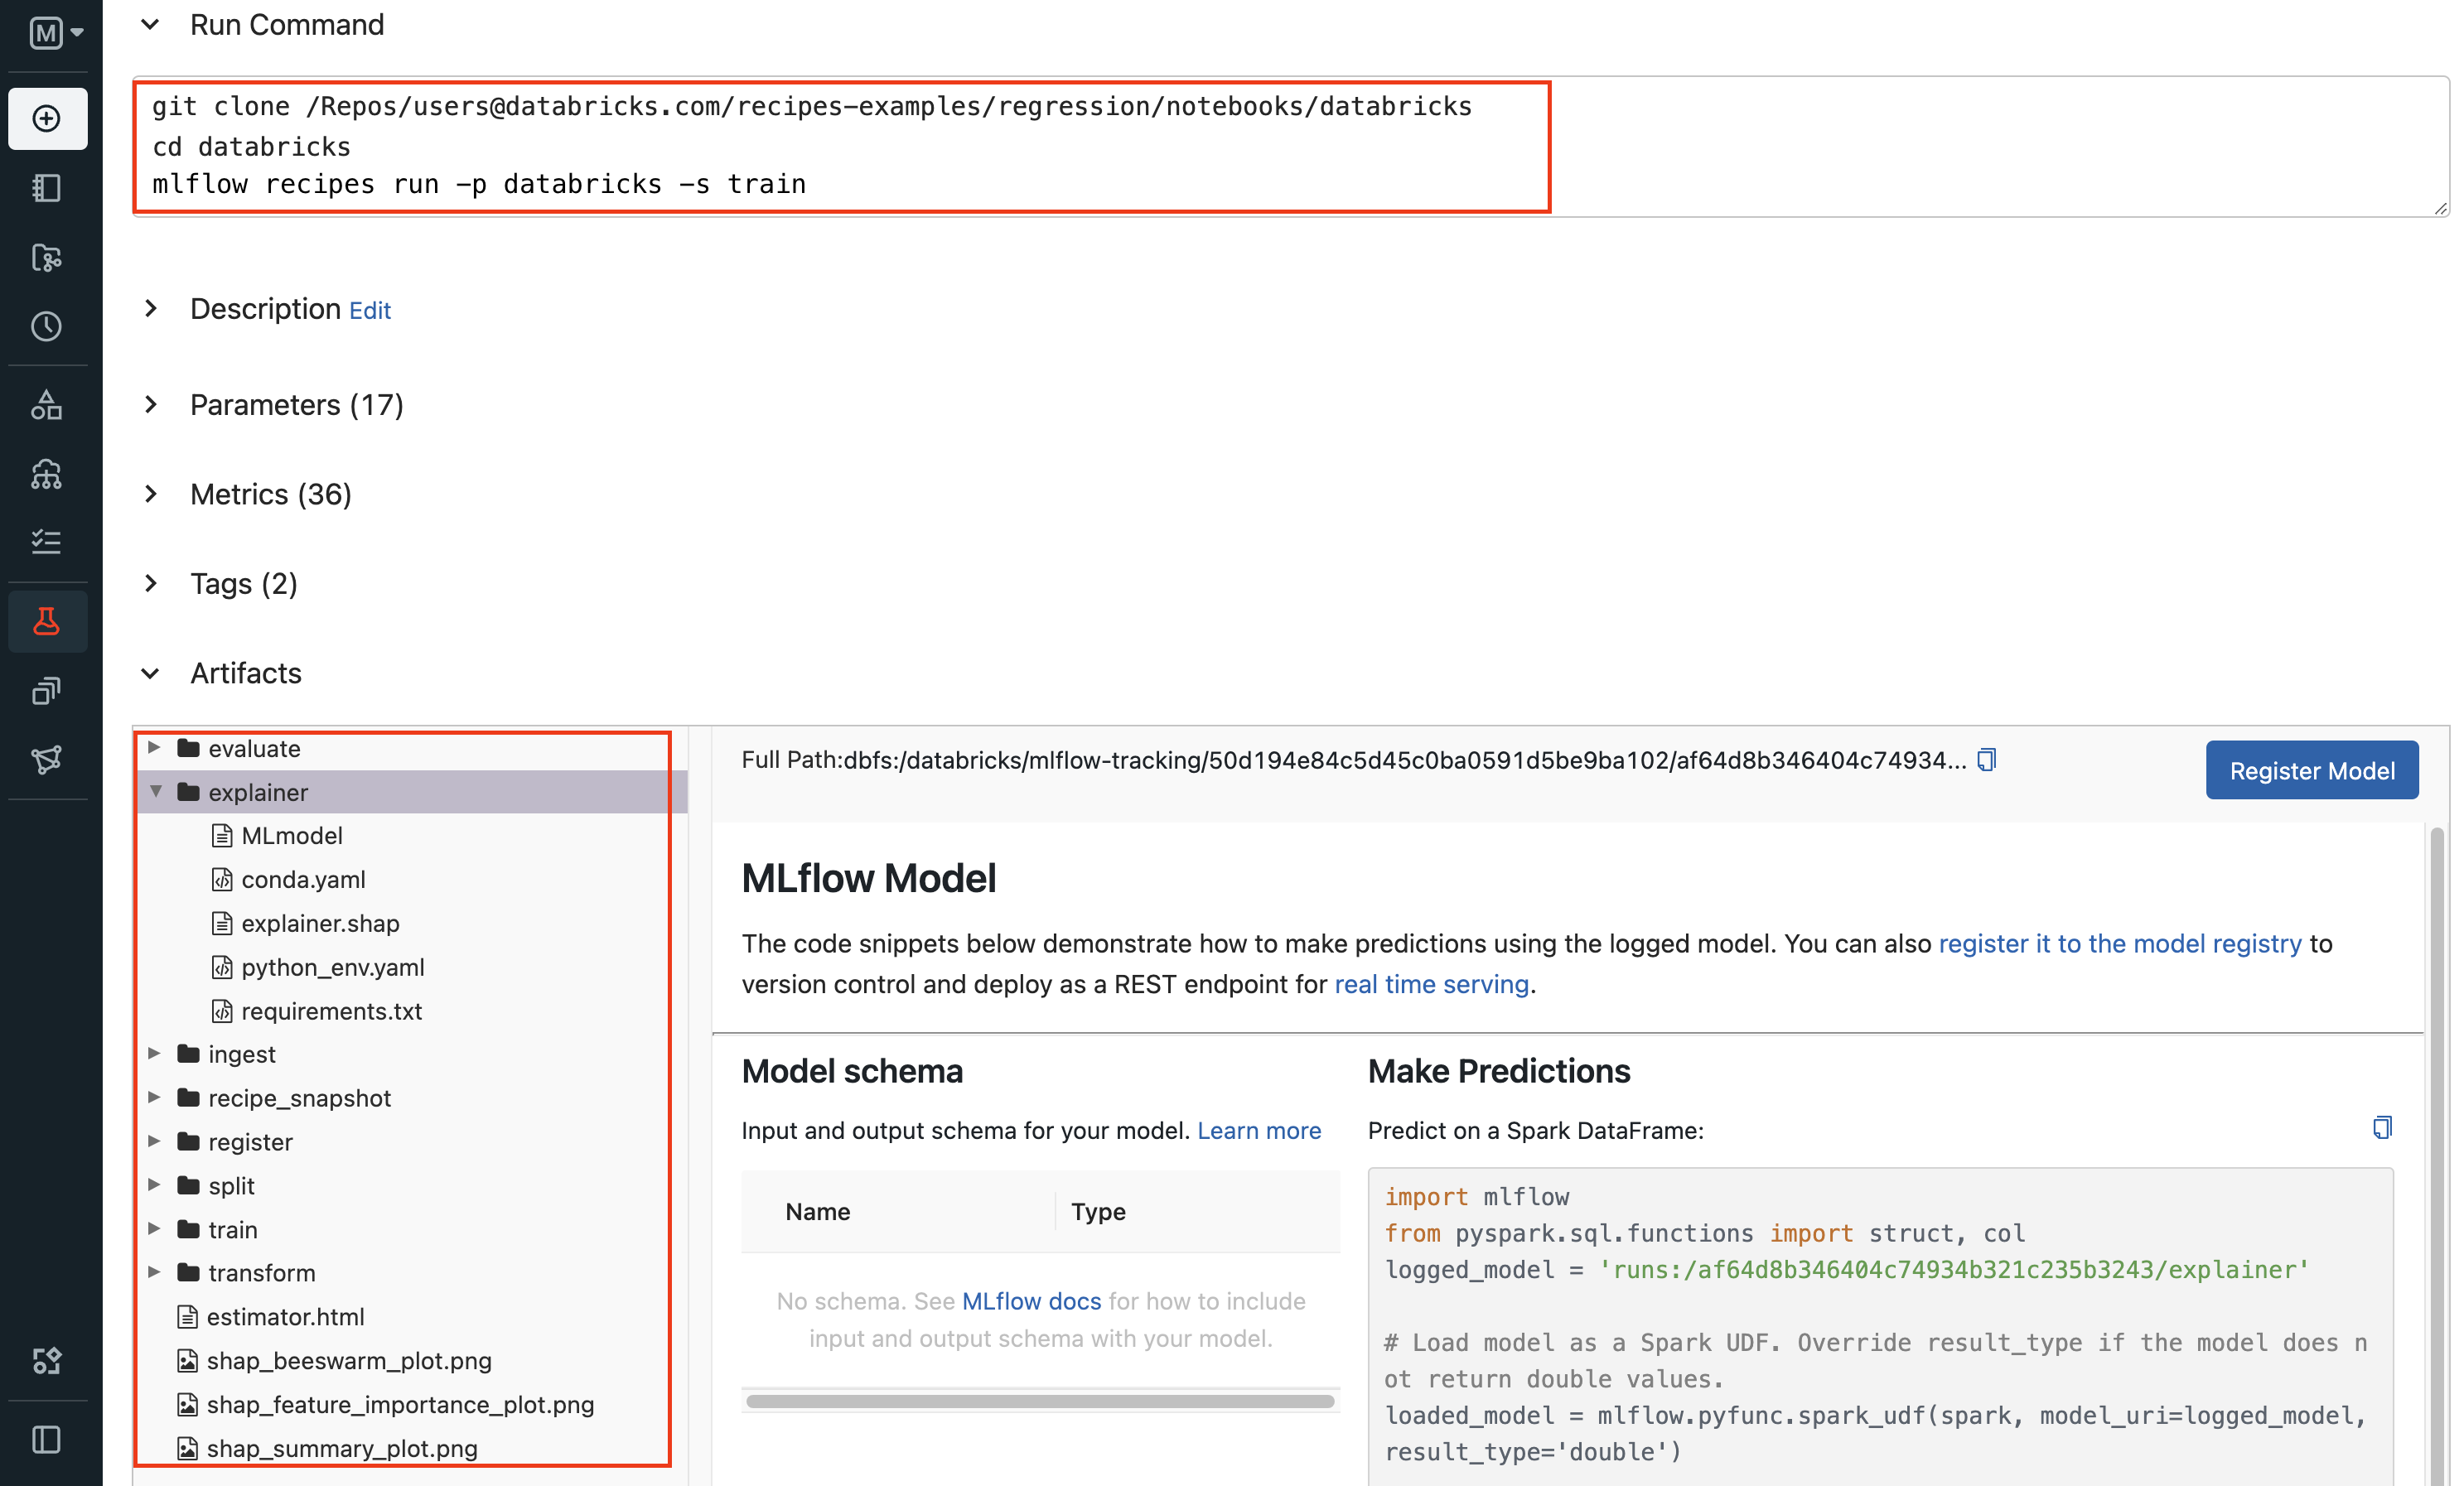 M
Run Command
git clone /Repos/users@databricks.com/recipes-examples/regression/notebooks/databricks
cd databricks
mlflow recipes run -p databricks -s train
Description Edit
Parameters (17)
Metrics (36)
Tags (2)
Artifacts
evaluate
explainer
MLmodel
conda.yaml
explainer.shap
python_env.yaml
requirements.txt
ingest
recipe_snapshot
register
split
train
transform
estimator.html
shap_beeswarm_plot.png
shap_feature_importance_plot.png
shap_summary_plot.png
Full Path:dbfs:/databricks/mlflow-tracking/50d194e84c5d45c0ba0591d5be9ba102/af64d8b346404c74934...
Register Model
MLflow Model
The code snippets below demonstrate how to make predictions using the logged model. You can also register it to the model registry to
version control and deploy as a REST endpoint for real time serving.
Model schema
Input and output schema for your model. Learn more
Name Type
No schema. See MLflow docs for how to include
input and output schema with your model.
Make Predictions
Predict on a Spark DataFrame:
import mlflow
from pyspark.sql.functions import struct, col
logged_model = 'runs:/af64d8b346404c74934b321c235b3243/explainer'
# Load model as a Spark UDF. Override result_type if the model does n
ot return double values.
loaded_model = mlflow.pyfunc.spark_udf(spark, model_uri=logged_model,
result_type='double')